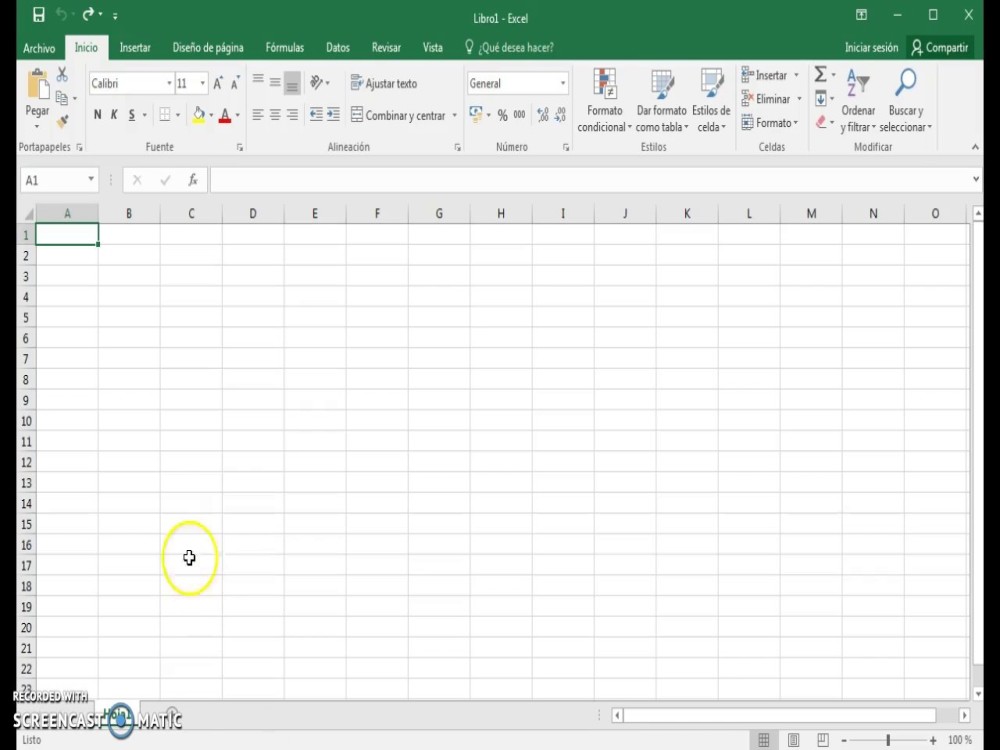 Libro1 - Excel
Archivo Inicio Insertar Diseño de página Fórmulas Datos Revisar Vista ¿Qué desea hacer? Iniciar sesión Compartir
Pegar
Calibri 11
N K S A
Ajustar texto
Combinar y centrar
General
% 000
Formato condicional
Dar formato como tabla
Estilos de celda
Insertar
Eliminar
Formato
Σ
Ordenar y filtrar
Buscar y seleccionar
Portapapeles Fuente Alineación Número Estilos Celdas Modificar
A1 fx
A B C D E F G H I J K L M N O
1
2
3
4
5
6
7
8
9
10
11
12
13
14
15
16
17
18
19
20
21
22
23
RECORDED WITH
SCREENCAST MATIC
Listo 100 %